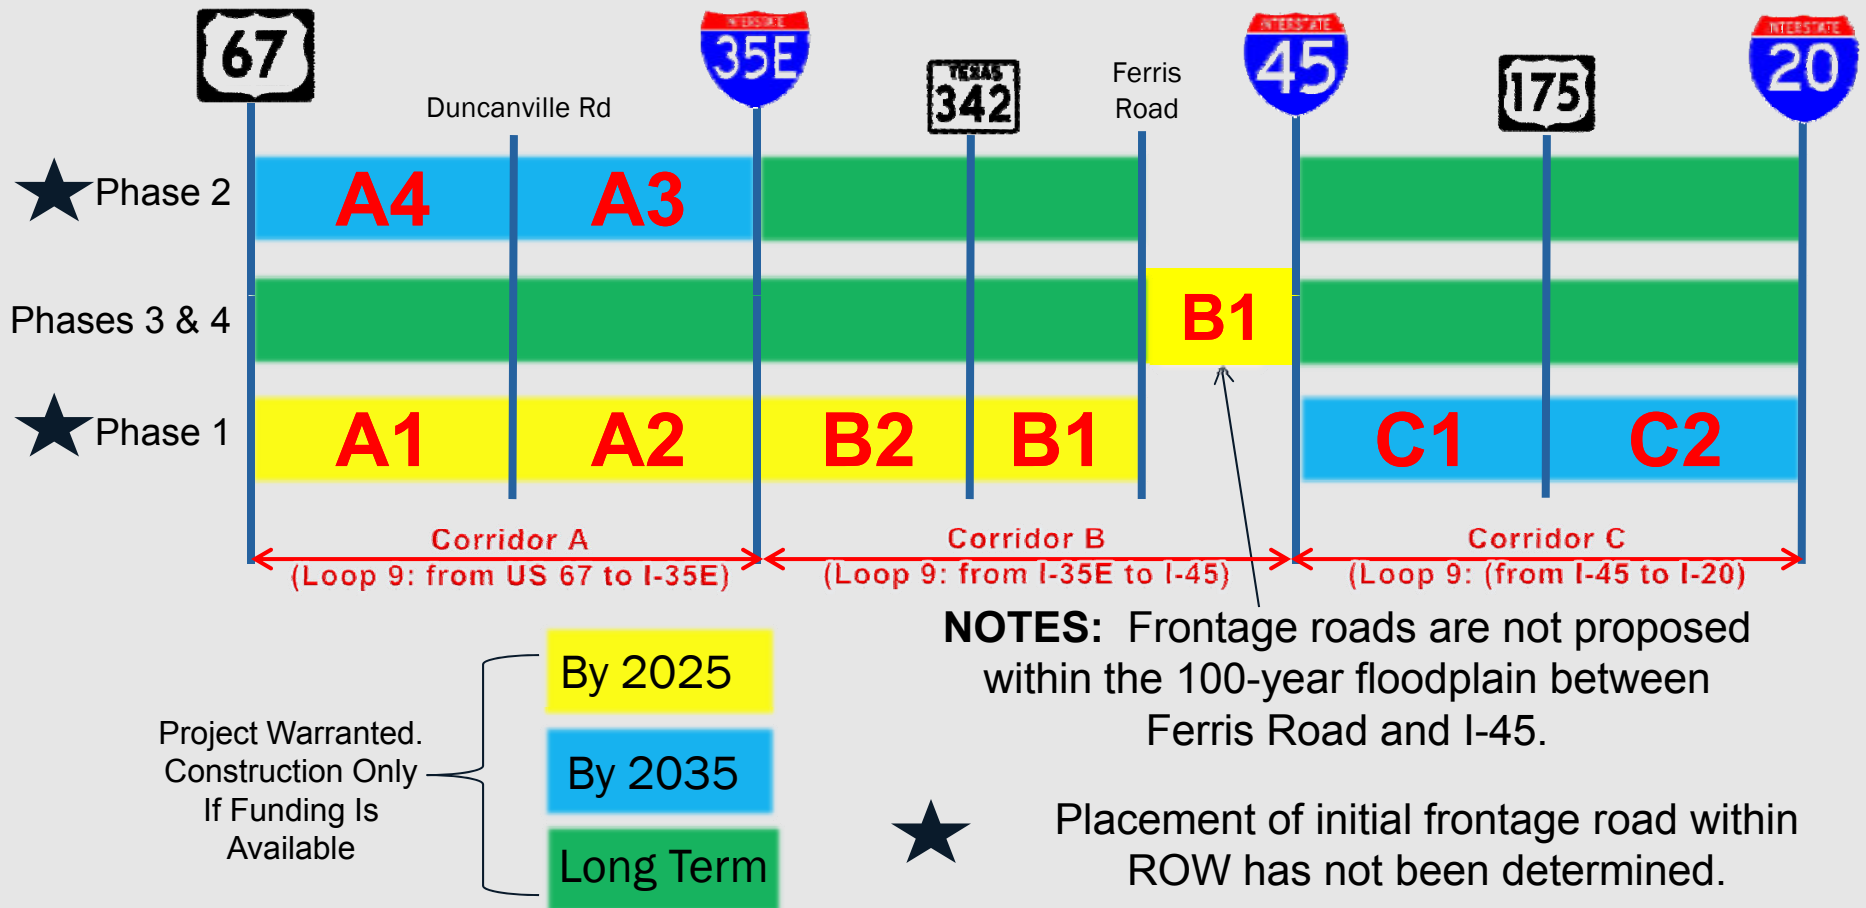 67
INTERSTATE
35E
INTERSTATE
45
INTERSTATE
20
TEXAS
342
175
Duncanville Rd
Ferris
Road
Phase 2
A4
A3
Phases 3 & 4
B1
Phase 1
A1
A2
B2
B1
C1
C2
Corridor A
(Loop 9: from US 67 to I-35E)
Corridor B
(Loop 9: from I-35E to I-45)
Corridor C
(Loop 9: (from I-45 to I-20)
NOTES: Frontage roads are not proposed
within the 100-year floodplain between
Ferris Road and I-45.
Project Warranted.
Construction Only
If Funding Is
Available
By 2025
By 2035
Long Term
Placement of initial frontage road within
ROW has not been determined.